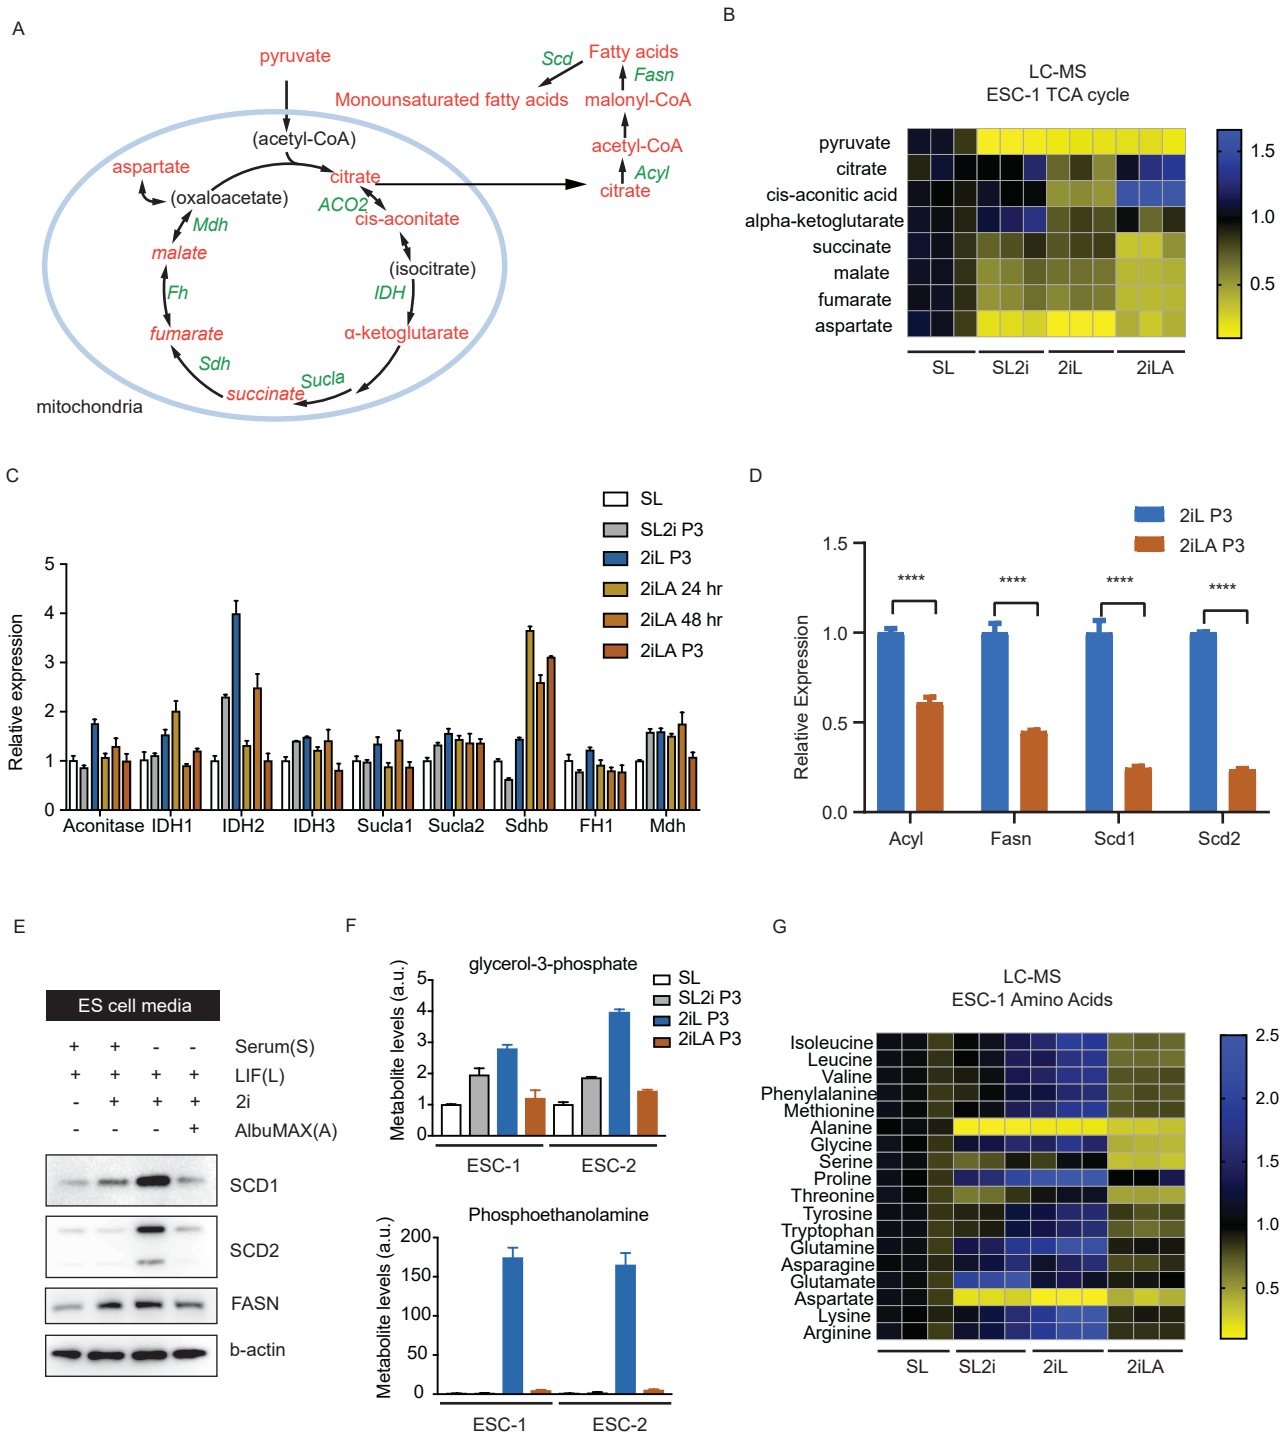 A
pyruvate
(acetyl-CoA)
aspartate
citrate
(oxaloacetate)
ACO2
cis-aconitate
Mdh
malate
(isocitrate)
Fh
IDH
fumarate
α-ketoglutarate
Sdh
Sucla
succinate
mitochondria
Scd
Fatty acids
Fasn
Monounsaturated fatty acids
malonyl-CoA
acetyl-CoA
Acyl
citrate
B
LC-MS
ESC-1 TCA cycle
pyruvate
citrate
cis-aconitic acid
alpha-ketoglutarate
succinate
malate
fumarate
aspartate
SL SL2i 2iL 2iLA
1.5
1.0
0.5
C
SL
SL2i P3
2iL P3
2iLA 24 hr
2iLA 48 hr
2iLA P3
Relative expression
5
4
3
2
1
0
Aconitase IDH1 IDH2 IDH3 Sucla1 Sucla2 Sdhb FH1 Mdh
D
2iL P3
2iLA P3
Relative Expression
1.5
1.0
0.5
0.0
**** **** **** ****
Acyl Fasn Scd1 Scd2
E
ES cell media
+ + - - Serum(S)
+ + + + LIF(L)
- + + + 2i
- - - + AlbuMAX(A)
SCD1
SCD2
FASN
b-actin
F
glycerol-3-phosphate
Metabolite levels (a.u.)
5
4
3
2
1
0
SL
SL2i P3
2iL P3
2iLA P3
ESC-1 ESC-2
Phosphoethanolamine
Metabolite levels (a.u.)
200
150
100
50
0
ESC-1 ESC-2
G
LC-MS
ESC-1 Amino Acids
Isoleucine
Leucine
Valine
Phenylalanine
Methionine
Alanine
Glycine
Serine
Proline
Threonine
Tyrosine
Tryptophan
Glutamine
Asparagine
Glutamate
Aspartate
Lysine
Arginine
SL SL2i 2iL 2iLA
2.5
2.0
1.5
1.0
0.5